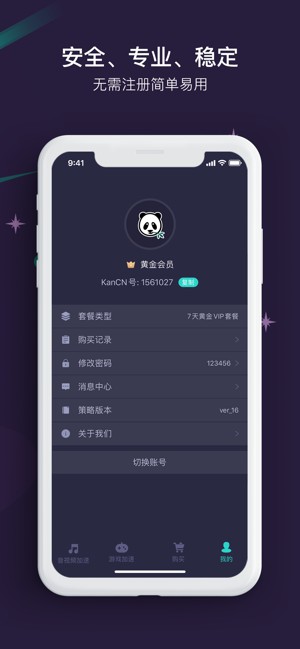 安全、专业、稳定
无需注册简单易用
9:41
黄金会员
KanCN号: 1561027 复制
套餐类型 7天黄金VIP套餐
购买记录
修改密码 123456
消息中心
策略版本 ver_16
关于我们
切换账号
音视频加速 游戏加速 购买 我的